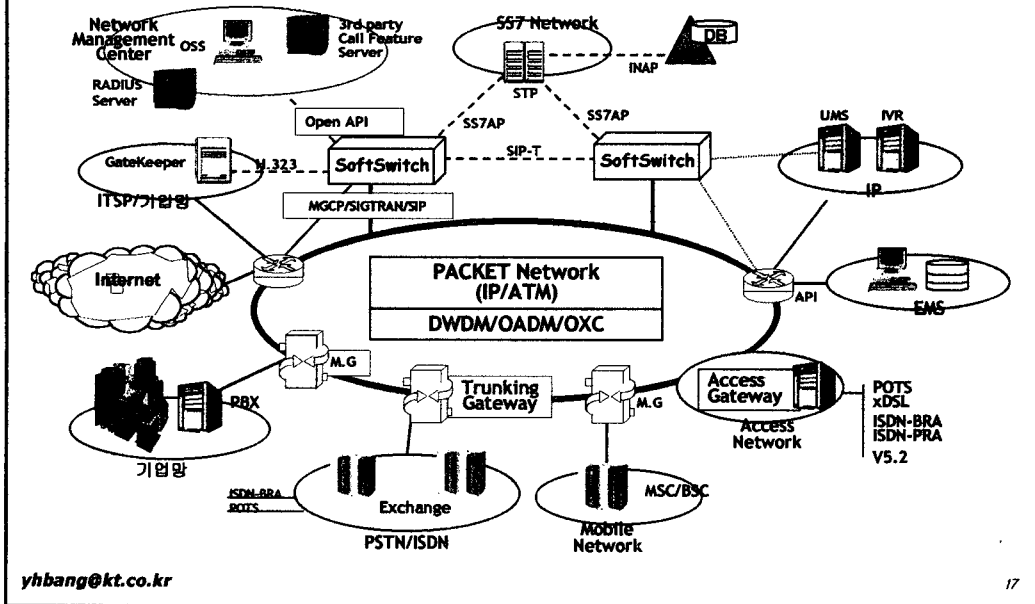 Network
Management
Center
OSS
3rd party
Call Feature
Server
RADIUS
Server
SS7 Network
STP
INAP
DB
SS7AP
SS7AP
Open API
GateKeeper
H.323
SoftSwitch
SIP-T
SoftSwitch
UMS
IVR
IP
ITSP/기업망
MGCP/SIGTRAN/SIP
Internet
PACKET Network
(IP/ATM)
DWDM/OADM/OXC
API
EMS
M.G
PBX
기업망
Trunking
Gateway
M.G
Access
Gateway
Access
Network
POTS
xDSL
ISDN-BRA
ISDN-PRA
V5.2
ISDN-BRA
POTS
Exchange
PSTN/ISDN
MSC/BSC
Mobile
Network
yhbang@kt.co.kr
17